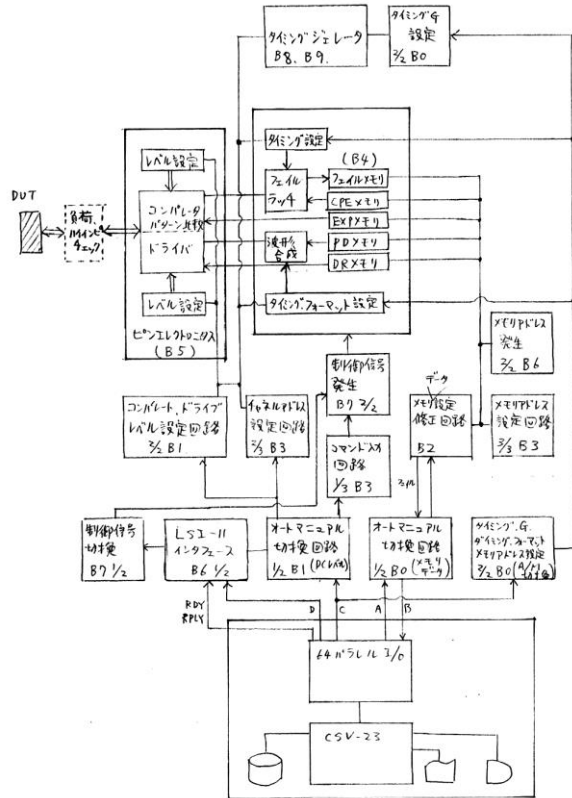 タイミングジェレータ
B8、B9.
タイミングG
設定
2/2 B0
タイミング設定
(B4)
レベル設定
フェイル
ラッチ
フェイルメモリ
CPEメモリ
EXPメモリ
PDメモリ
DRメモリ
DUT
負荷、
チェック
コンパレータ
パターン比較
ドライバ
波形
合成
レベル設定
タイミング、フォーマット設定
ピンエレクトロニクス
(B5)
メモリアドレス
発生
2/2 B6
制御信号
発生
B7 2/2
データ
コンパレート、ドライブ
レベル設定回路
2/2 B1
チャネルアドレス
設定回路
2/3 B3
メモリ設定
修正回路
B2
メモリアドレス
設定回路
3/3 B3
コマンド入力
回路
1/3 B3
制御信号
切換
B7 1/2
LSI-11
インタフェース
B6 1/2
オートマニュアル
切換回路
1/2 B1(DCレベル)
オートマニュアル
切換回路
1/2 B0(メモリデータ)
タイミング.G.
タイミング.フォーマット
メモリアドレス設定
2/2 B0
RDY
RPLY
D
C
A
B
64パラレル I/O
CSV-23